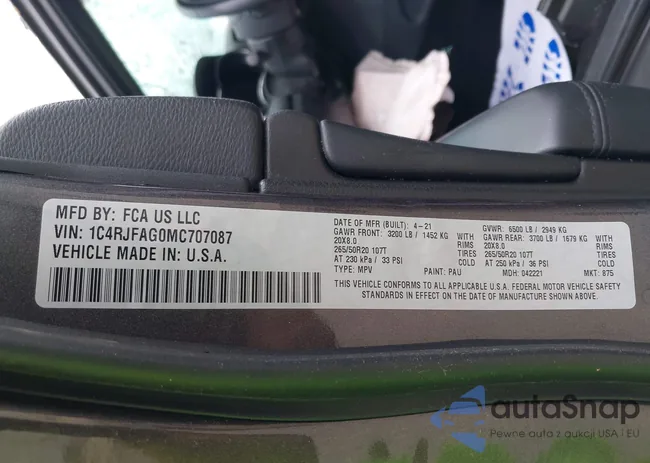 MFD BY: FCA US LLC
VIN: 1C4RJFAG0MC707087
VEHICLE MADE IN: U.S.A.
DATE OF MFR (BUILT): 4-21 GVWR: 6500 LB / 2949 KG
GAWR FRONT: 3200 LB / 1452 KG WITH GAWR REAR: 3700 LB / 1679 KG WITH
20X8.0 RIMS 20X8.0 RIMS
265/50R20 107T TIRES 265/50R20 107T TIRES
AT 230 kPa / 33 PSI COLD AT 250 kPa / 36 PSI COLD
TYPE: MPV PAINT: PAU MDH: 042221 MKT: 875
THIS VEHICLE CONFORMS TO ALL APPLICABLE U.S.A. FEDERAL MOTOR VEHICLE SAFETY
STANDARDS IN EFFECT ON THE DATE OF MANUFACTURE SHOWN ABOVE.
autoSnap
Pewne auta z aukcji USA i EU